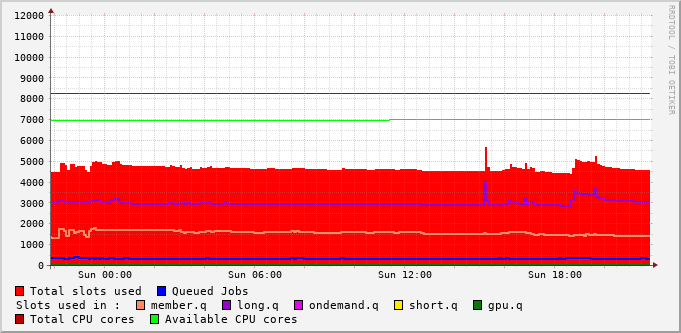 12000
11000
10000
9000
8000
7000
6000
5000
4000
3000
2000
1000
0
Sun 00:00 Sun 06:00 Sun 12:00 Sun 18:00
RRDTOOL / TOBI OETIKER
Total slots used Queued Jobs
Slots used in : member.q long.q ondemand.q short.q gpu.q
Total CPU cores Available CPU cores